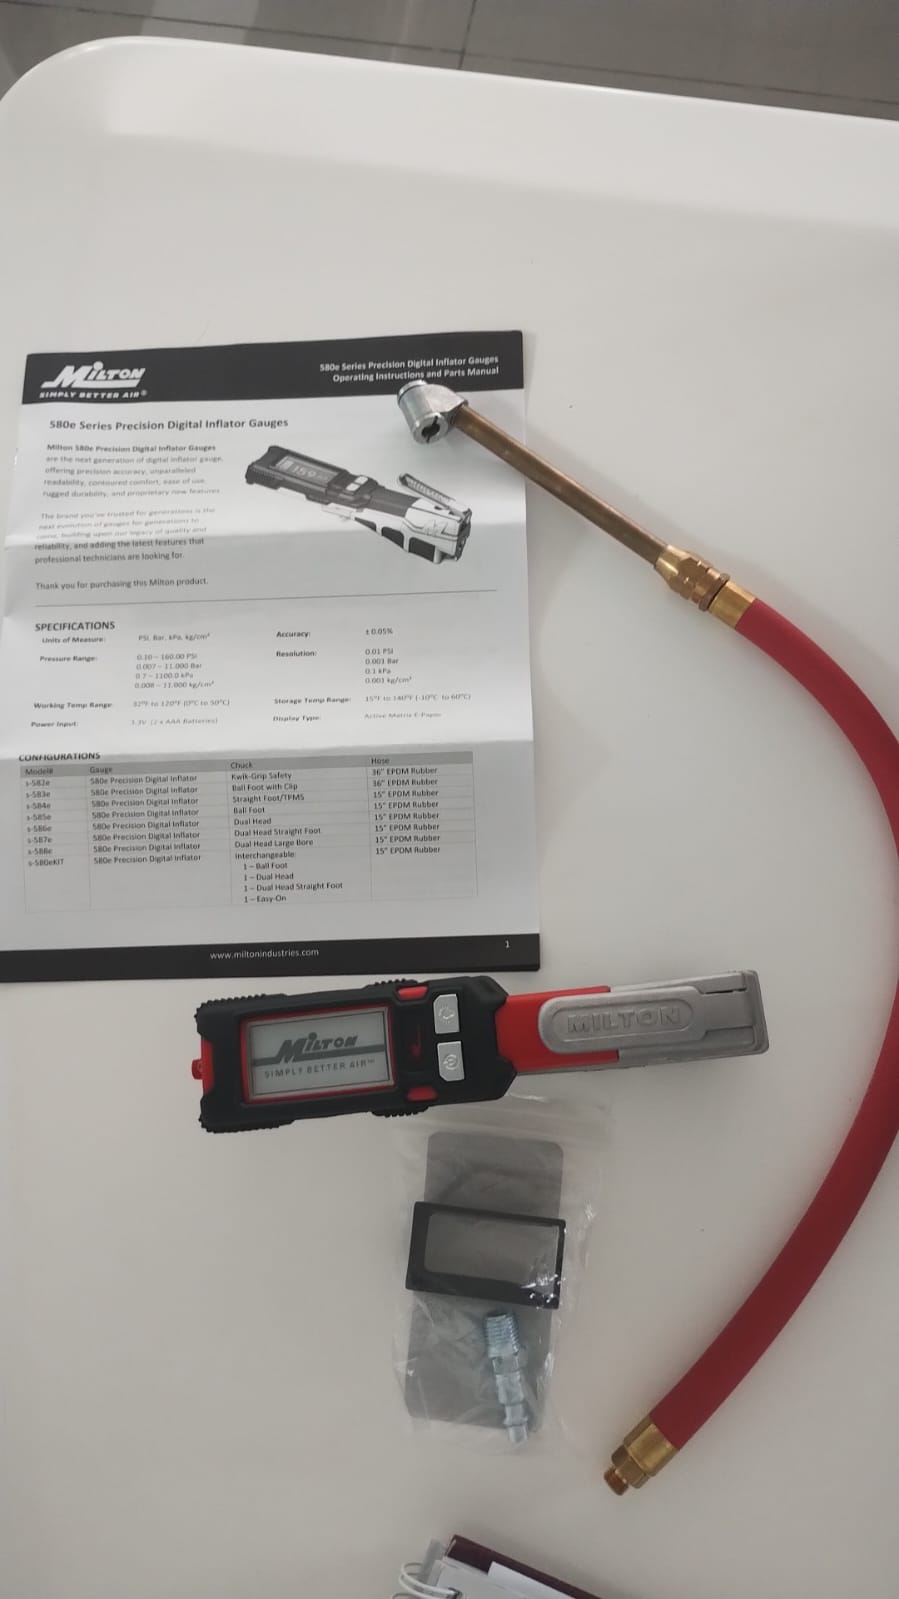 MILTON
SIMPLY BETTER AIR®
580e Series Precision Digital Inflator Gauges
Operating Instructions and Parts Manual
580e Series Precision Digital Inflator Gauges
Milton 580e Precision Digital Inflator Gauges
are the next generation of digital inflator gauge,
offering precision accuracy, unparalleled
readability, contoured comfort, ease of use,
rugged durability, and proprietary new features
The brand you've trusted for generations is the
next evolution of gauges for generations to
come, building upon our legacy of quality and
reliability, and adding the latest features that
professional technicians are looking for.
Thank you for purchasing this Milton product.
159
SPECIFICATIONS
Units of Measure: PSI, Bar, kPa, kg/cm²
Accuracy: ± 0.05%
Pressure Range: 0.10 – 160.00 PSI
0.007 – 11.000 Bar
0.7 – 1100.0 kPa
0.008 – 11.000 kg/cm²
Resolution: 0.01 PSI
0.001 Bar
0.1 kPa
0.001 kg/cm²
Working Temp Range: 32°F to 120°F (0°C to 50°C)
Storage Temp Range: 15°F to 140°F (-10°C to 60°C)
Power Input: 3.3V (2 x AAA Batteries)
Display Type: Active Matrix E-Paper
CONFIGURATIONS
Model# Gauge Chuck Hose
s-582e 580e Precision Digital Inflator Kwik-Grip Safety 36" EPDM Rubber
s-583e 580e Precision Digital Inflator Ball Foot with Clip 36" EPDM Rubber
s-584e 580e Precision Digital Inflator Straight Foot/TPMS 15" EPDM Rubber
s-585e 580e Precision Digital Inflator Ball Foot 15" EPDM Rubber
s-586e 580e Precision Digital Inflator Dual Head 15" EPDM Rubber
s-587e 580e Precision Digital Inflator Dual Head Straight Foot 15" EPDM Rubber
s-588e 580e Precision Digital Inflator Dual Head Large Bore 15" EPDM Rubber
s-580eKIT 580e Precision Digital Inflator Interchangeable: 15" EPDM Rubber
1 – Ball Foot
1 – Dual Head
1 – Dual Head Straight Foot
1 – Easy-On
www.miltonindustries.com
1
MILTON
SIMPLY BETTER AIR™
MILTON